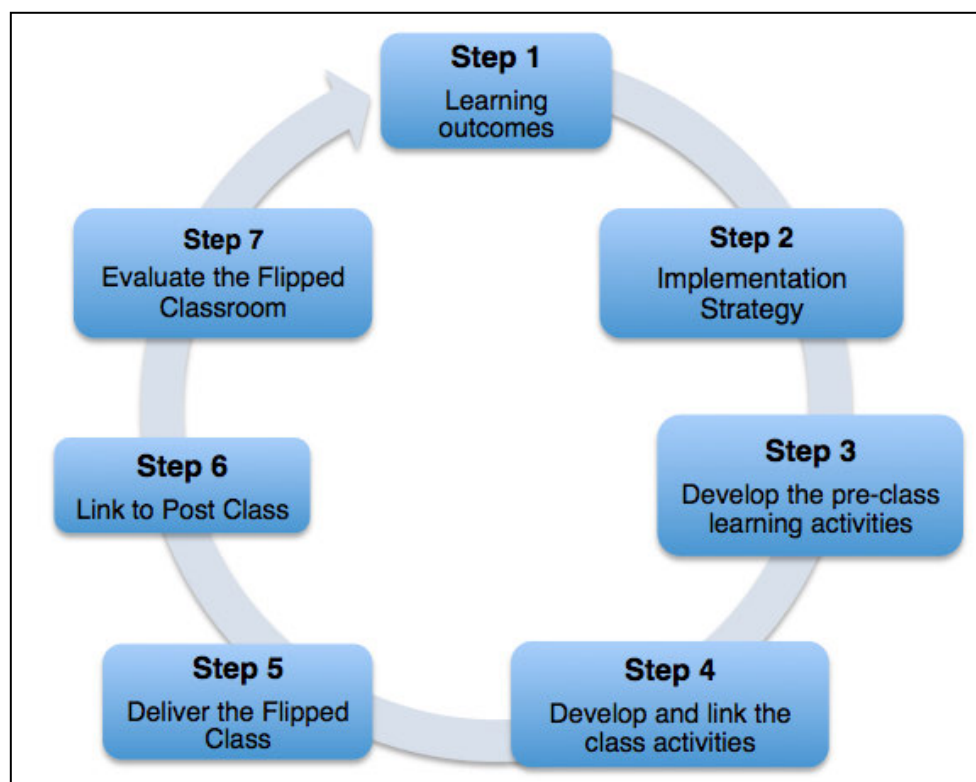 Step 1
Learning
outcomes
Step 2
Implementation
Strategy
Step 3
Develop the pre-class
learning activities
Step 4
Develop and link the
class activities
Step 5
Deliver the Flipped
Class
Step 6
Link to Post Class
Step 7
Evaluate the Flipped
Classroom